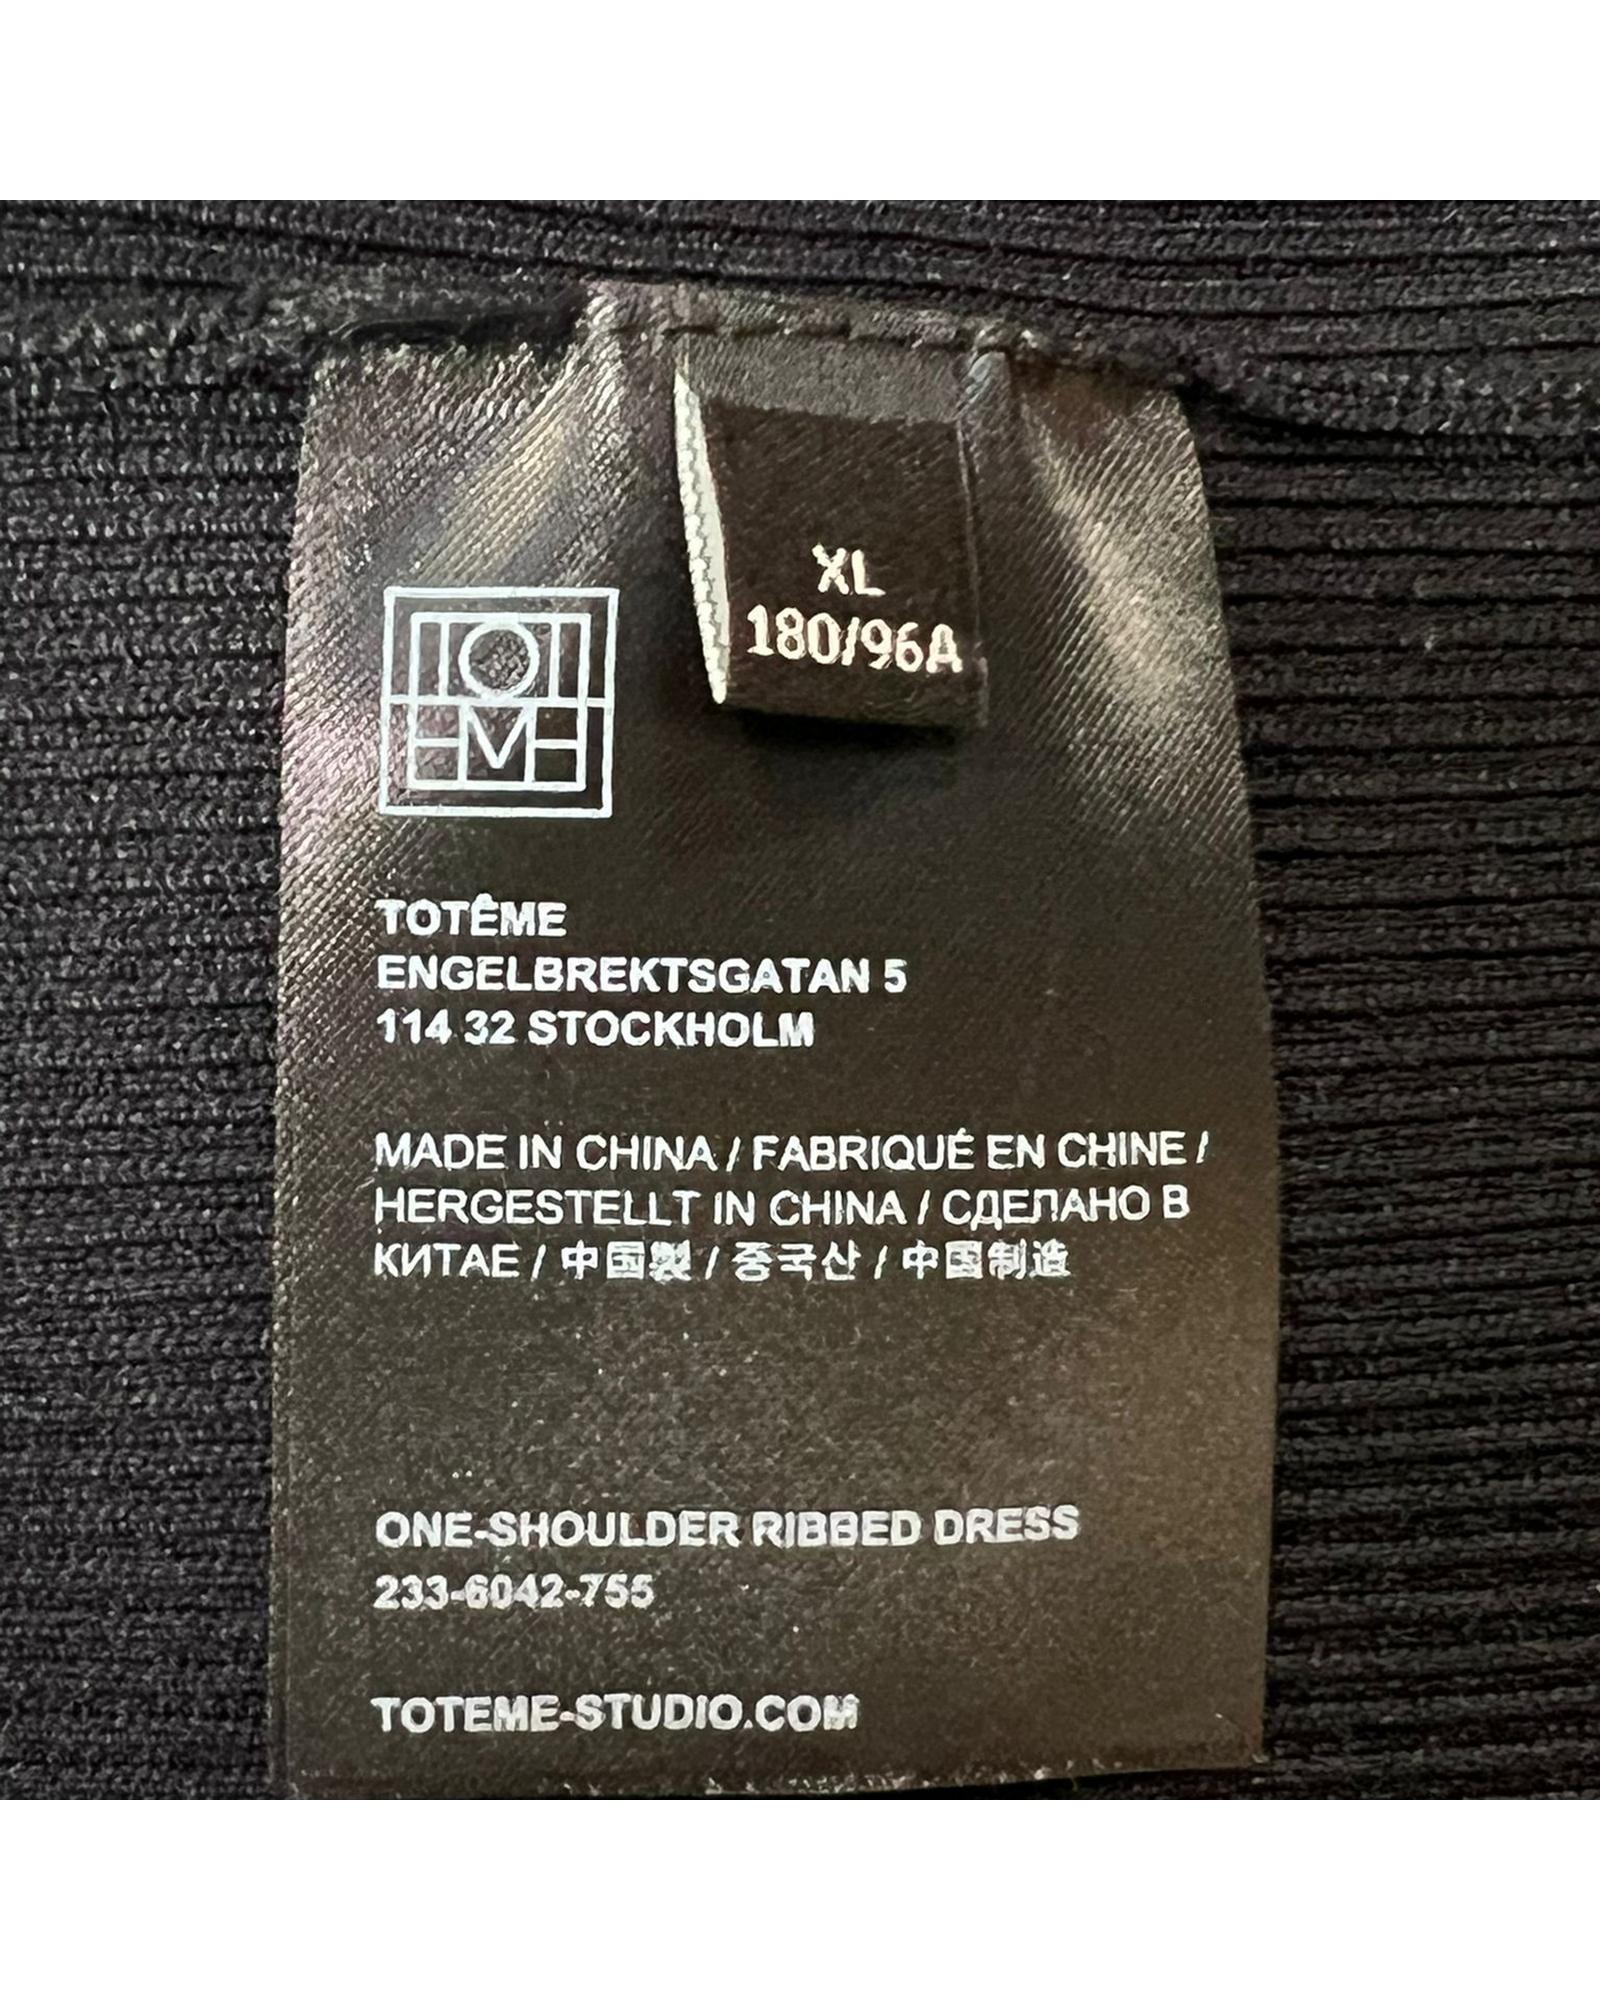 XL
180/96A
TOTEME
TOTÊME
ENGELBREKTSGATAN 5
114 32 STOCKHOLM
MADE IN CHINA / FABRIQUÉ EN CHINE /
HERGESTELLT IN CHINA / СДЕЛАНО В
КИТАЕ / 中国製 / 중국산 / 中国制造
ONE-SHOULDER RIBBED DRESS
233-6042-755
TOTEME-STUDIO.COM